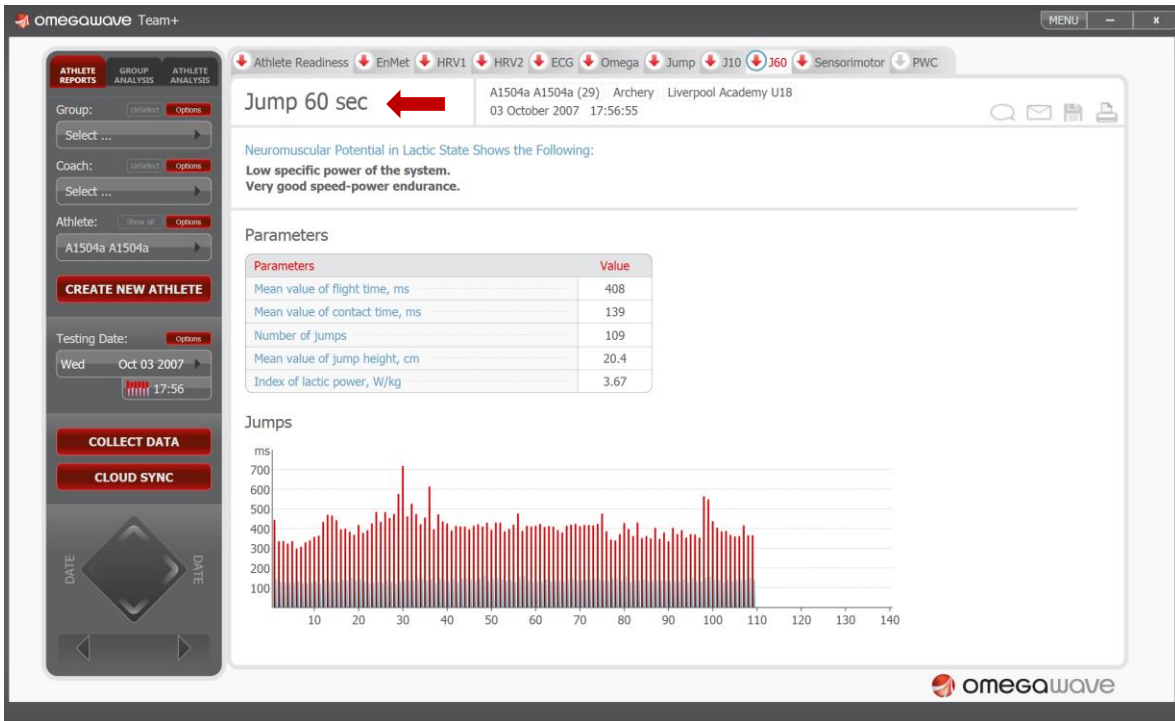 omegawave Team+
MENU – x
ATHLETE REPORTS
GROUP ANALYSIS
ATHLETE ANALYSIS
Group: UnSelect Options
Select ...
Coach: UnSelect Options
Select ...
Athlete: Show all Options
A1504a A1504a
CREATE NEW ATHLETE
Testing Date: Options
Wed Oct 03 2007
17:56
COLLECT DATA
CLOUD SYNC
DATE
DATE
Athlete Readiness EnMet HRV1 HRV2 ECG Omega Jump J10 J60 Sensorimotor PWC
Jump 60 sec
A1504a A1504a (29) Archery Liverpool Academy U18
03 October 2007 17:56:55
Neuromuscular Potential in Lactic State Shows the Following:
Low specific power of the system.
Very good speed-power endurance.
Parameters
Parameters Value
Mean value of flight time, ms 408
Mean value of contact time, ms 139
Number of jumps 109
Mean value of jump height, cm 20.4
Index of lactic power, W/kg 3.67
Jumps
ms
700
600
500
400
300
200
100
10 20 30 40 50 60 70 80 90 100 110 120 130 140
omegawave